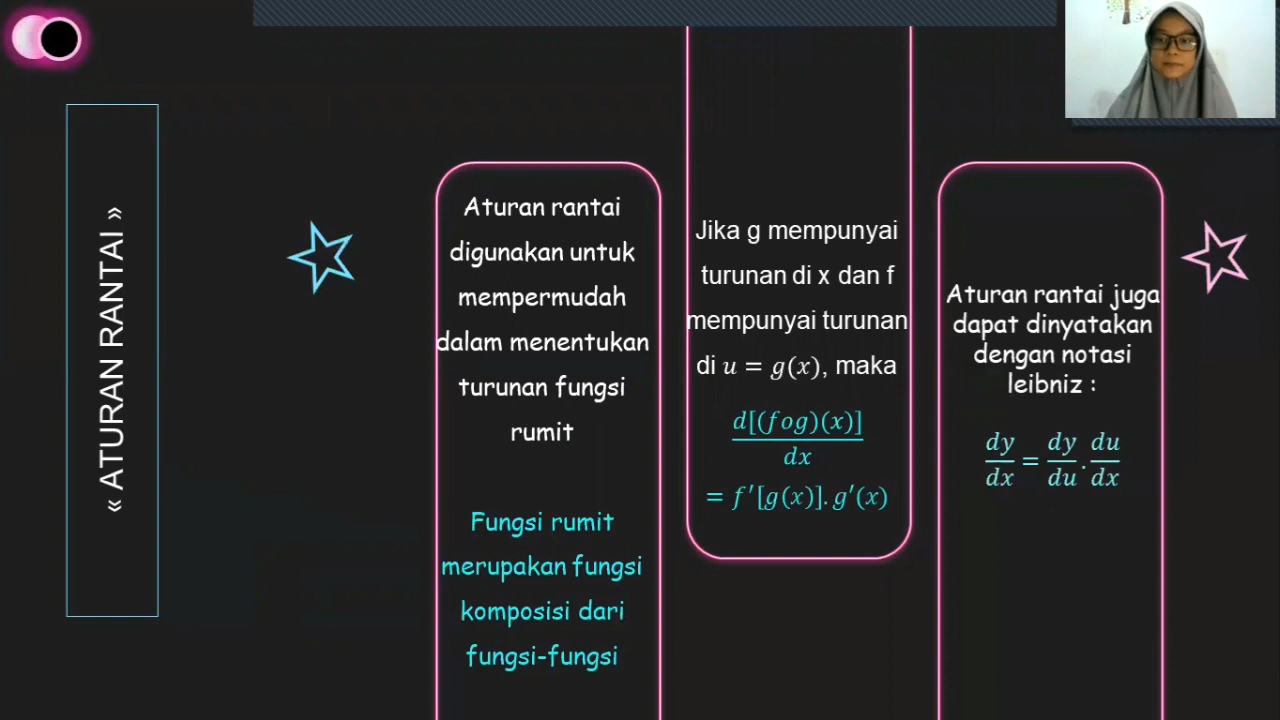 « ATURAN RANTAI »
Aturan rantai
digunakan untuk
mempermudah
dalam menentukan
turunan fungsi
rumit
Fungsi rumit
merupakan fungsi
komposisi dari
fungsi-fungsi
Jika g mempunyai
turunan di x dan f
mempunyai turunan
di u = g(x), maka
d[(fog)(x)]
dx
= f′[g(x)]. g′(x)
Aturan rantai juga
dapat dinyatakan
dengan notasi
leibniz :
dy/dx = dy/du . du/dx